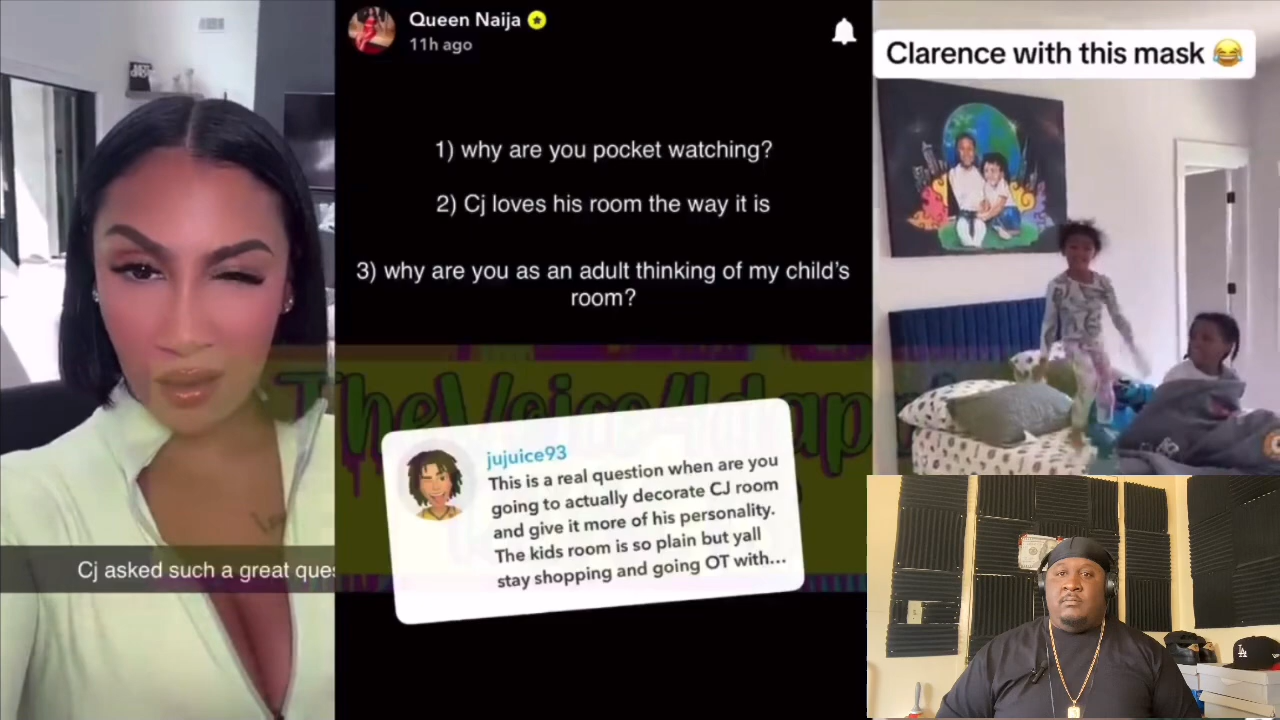 Cj asked such a great ques
Queen Naija
11h ago
1) why are you pocket watching?
2) Cj loves his room the way it is
3) why are you as an adult thinking of my child's
room?
TheVoice4dapp
jujuice93
This is a real question when are you
going to actually decorate CJ room
and give it more of his personality.
The kids room is so plain but yall
stay shopping and going OT with...
Clarence with this mask 😂
LA